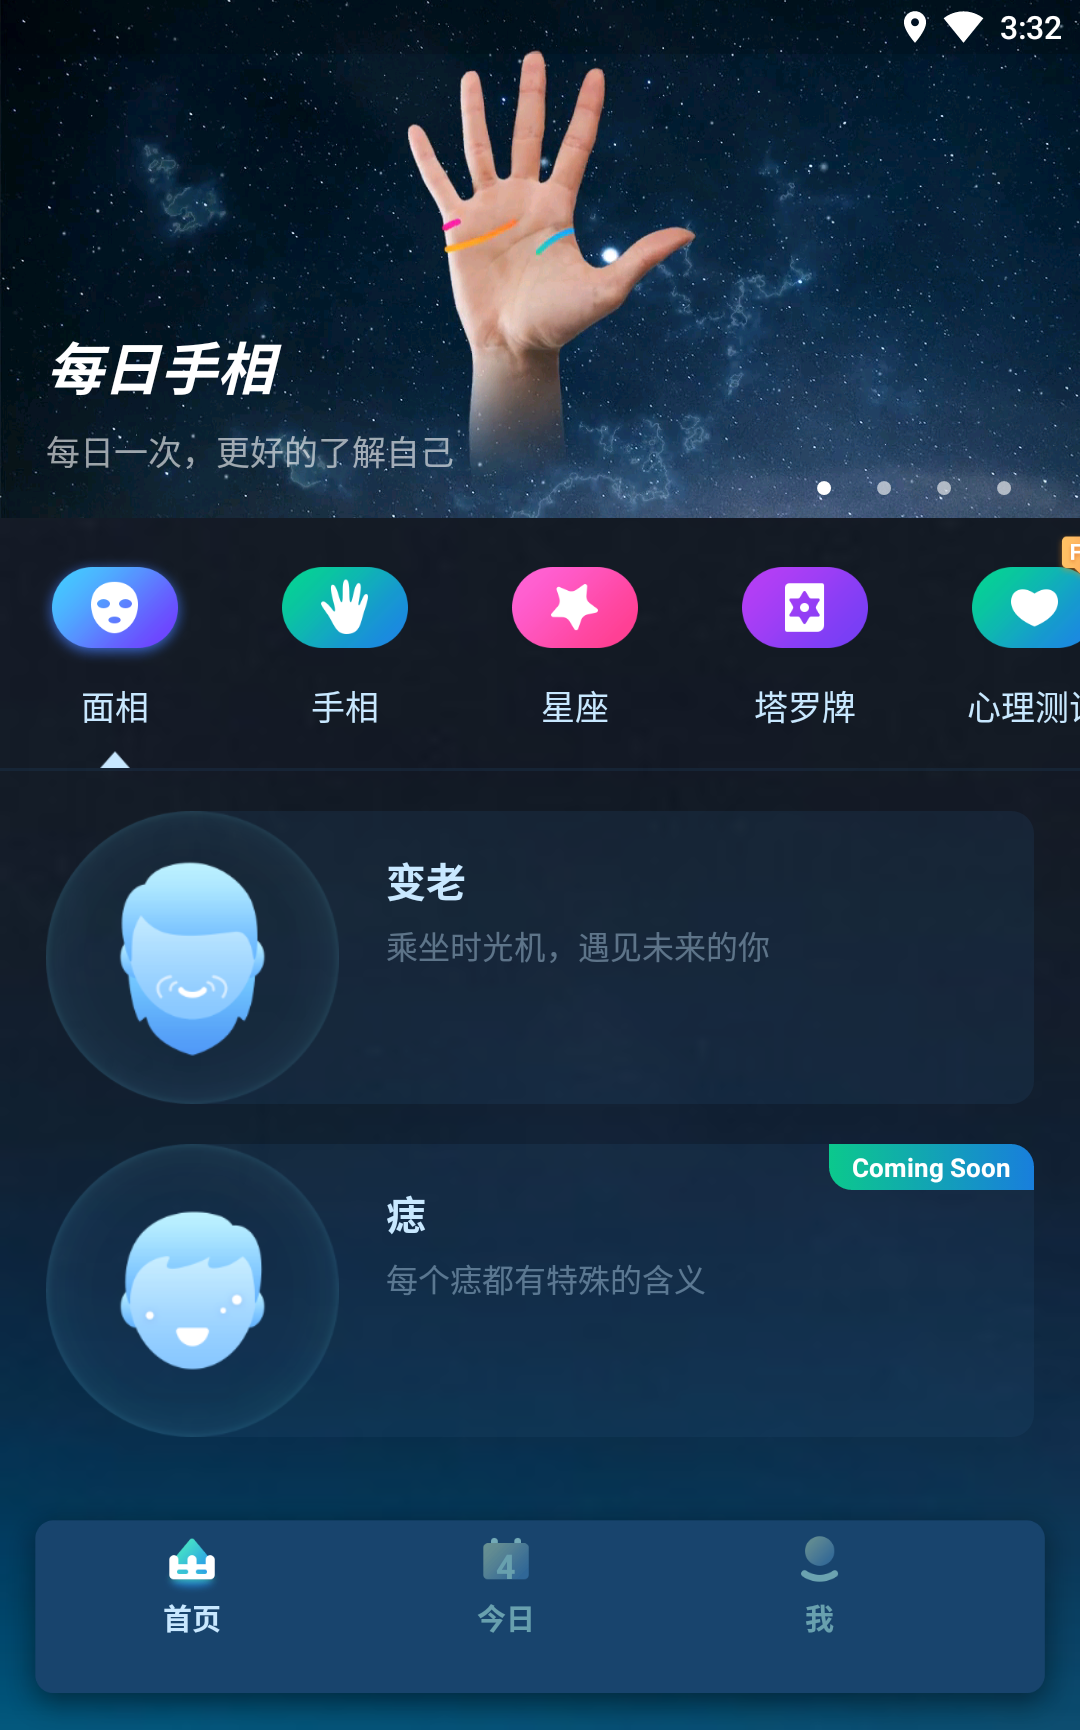 3:32
每日手相
每日一次，更好的了解自己
面相
手相
星座
塔罗牌
心理测
变老
乘坐时光机，遇见未来的你
Coming Soon
痣
每个痣都有特殊的含义
4
首页
今日
我